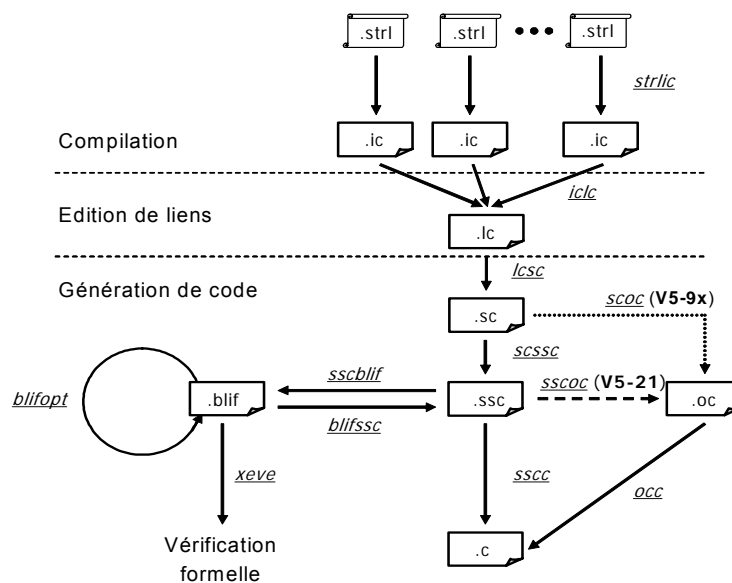 .strl .strl .strl
strlic
Compilation
.ic .ic .ic
iclc
Edition de liens
.lc
lcsc
Génération de code
.sc
scoc (V5-9x)
scssc
sscblif
sscoc (V5-21)
blifopt
.blif
.ssc
.oc
blifssc
xeve
sscc
occ
Vérification
formelle
.c